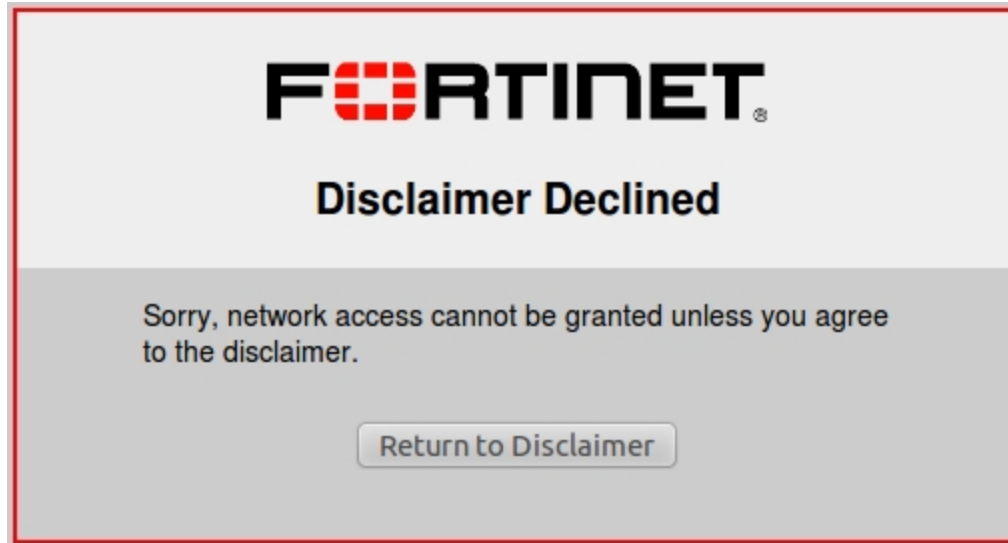 FORTINET®
Disclaimer Declined
Sorry, network access cannot be granted unless you agree
to the disclaimer.
Return to Disclaimer